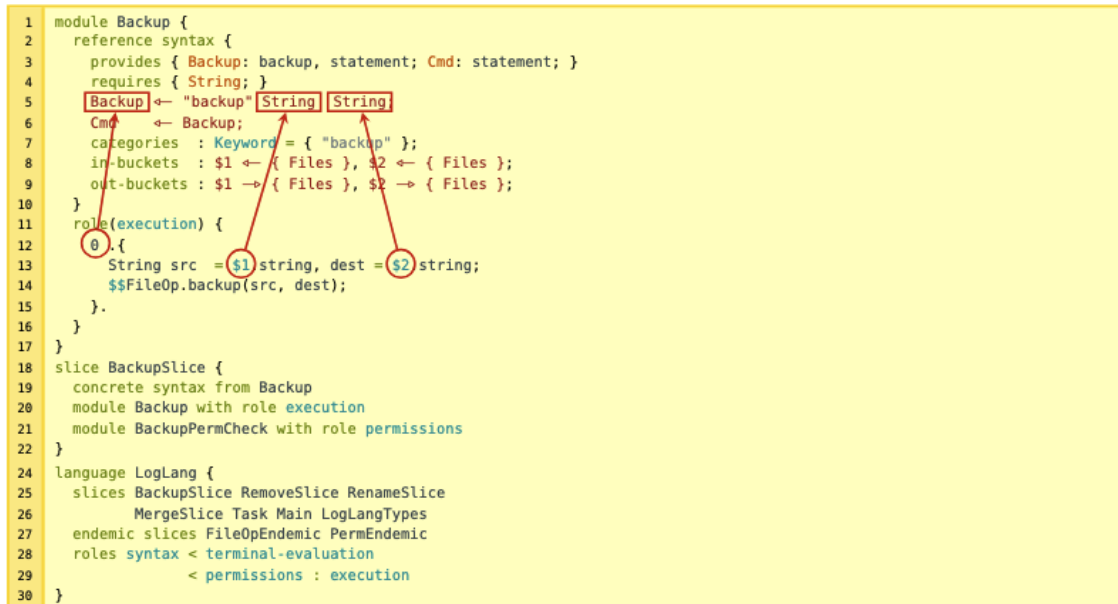 1 module Backup {
2 reference syntax {
3 provides { Backup: backup, statement; Cmd: statement; }
4 requires { String; }
5 Backup ⇽ "backup" String String;
6 Cmd ⇽ Backup;
7 categories : Keyword = { "backup" };
8 in-buckets : $1 ⇽ { Files }, $2 ⇽ { Files };
9 out-buckets : $1 ⇾ { Files }, $2 ⇾ { Files };
10 }
11 role(execution) {
12 0 .{
13 String src = $1.string, dest = $2.string;
14 $$FileOp.backup(src, dest);
15 }.
16 }
17 }
18 slice BackupSlice {
19 concrete syntax from Backup
20 module Backup with role execution
21 module BackupPermCheck with role permissions
22 }
24 language LogLang {
25 slices BackupSlice RemoveSlice RenameSlice
26 MergeSlice Task Main LogLangTypes
27 endemic slices FileOpEndemic PermEndemic
28 roles syntax < terminal-evaluation
29 < permissions : execution
30 }